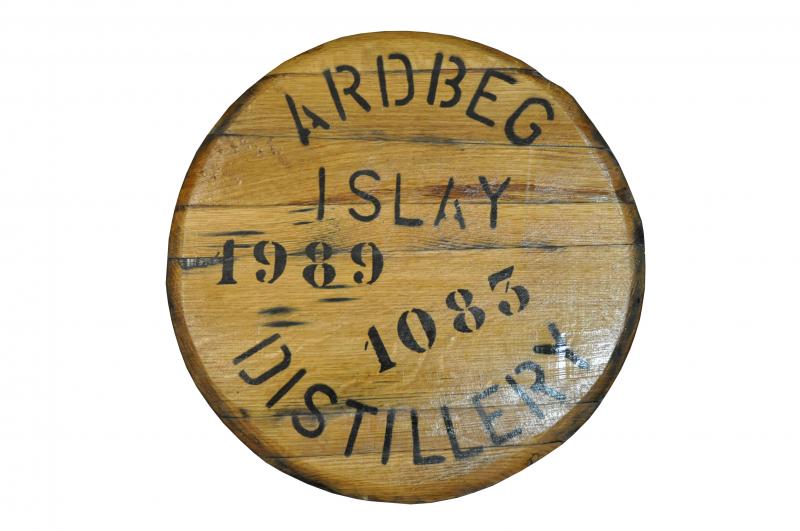 ARDBEG
ISLAY
1989
1083
DISTILLERY